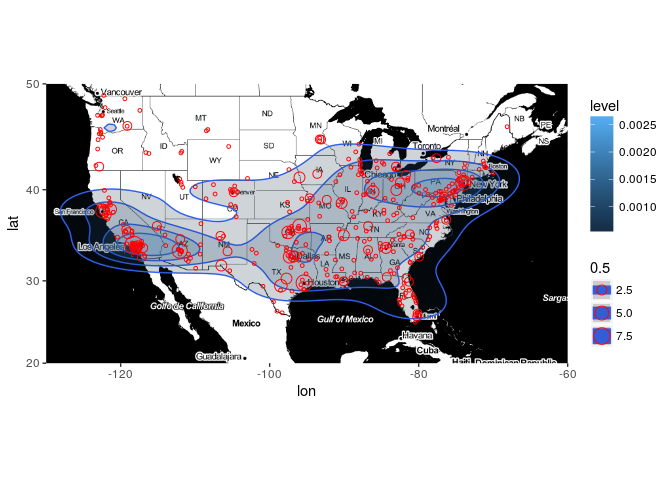 50
40
30
20
lat
-120
-100
-80
-60
lon
level
0.0025
0.0020
0.0015
0.0010
0.5
2.5
5.0
7.5
Vancouver
Seattle
WA
MT
ND
MN
Montréal
NB
PE
NS
OR
ID
WY
SD
WI
MI
Toronto
NH
NY
Boston
NV
UT
Denver
CO
NE
IA
IL
IN
OH
PA
Chicago
New York
Philadelphia
Washington
San Francisco
CA
Los Angeles
AZ
NM
KS
MO
KY
VA
TN
NC
AR
Atlanta
Dallas
MS
AL
GA
LA
TX
Houston
Miami
Golfo de California
Mexico
Gulf of Mexico
Sargas
Havana
Cuba
Guadalajara
Haiti
Dominican Republic